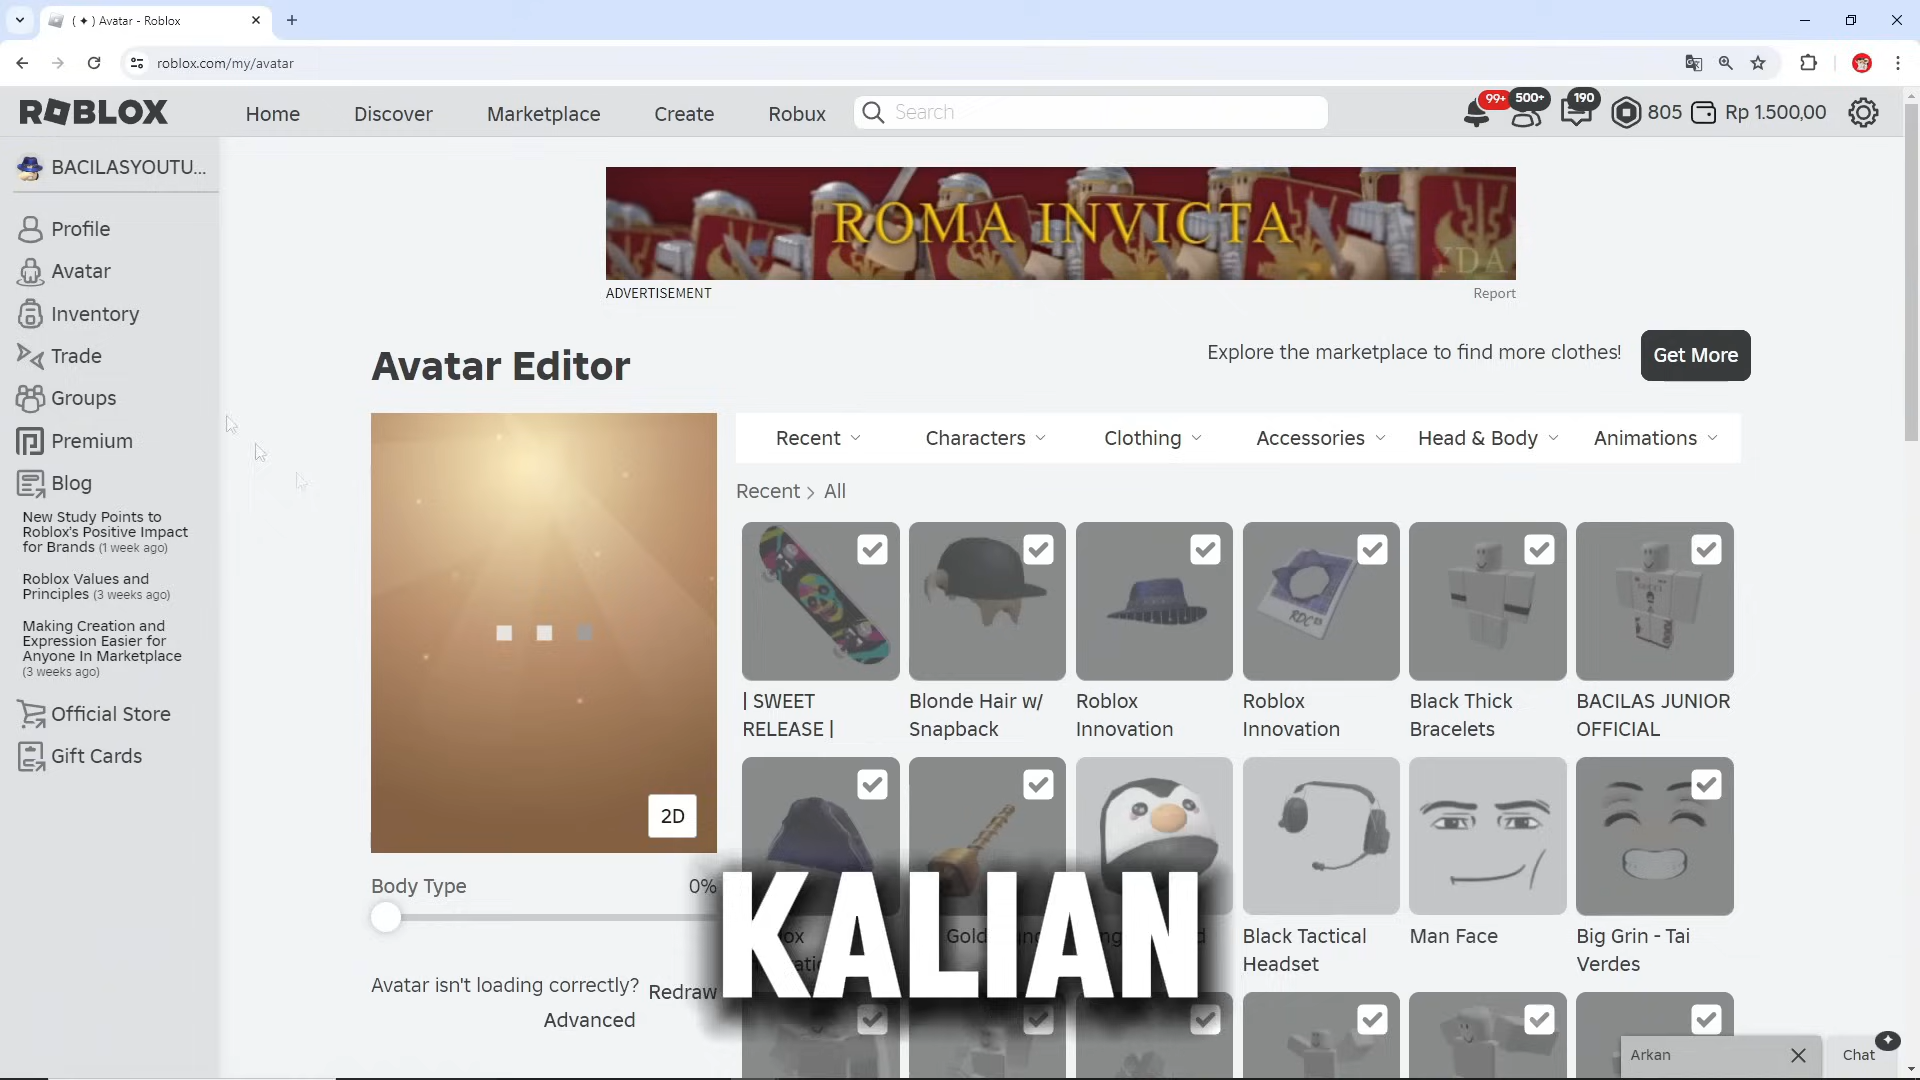 ( ✦ ) Avatar - Roblox
roblox.com/my/avatar
ROBLOX
Home
Discover
Marketplace
Create
Robux
Search
99+
500+
190
805
Rp 1.500,00
BACILASYOUTU...
Profile
Avatar
Inventory
Trade
Groups
Premium
Blog
New Study Points to
Roblox's Positive Impact
for Brands (1 week ago)
Roblox Values and
Principles (3 weeks ago)
Making Creation and
Expression Easier for
Anyone In Marketplace
(3 weeks ago)
Official Store
Gift Cards
ROMA INVICTA
YDA
ADVERTISEMENT
Report
Avatar Editor
Explore the marketplace to find more clothes!
Get More
2D
Body Type
0%
Avatar isn't loading correctly?
Redraw
Advanced
Recent
Characters
Clothing
Accessories
Head & Body
Animations
Recent > All
RDC
| SWEET
RELEASE |
Blonde Hair w/
Snapback
Roblox
Innovation
Roblox
Innovation
Black Thick
Bracelets
BACILAS JUNIOR
OFFICIAL
Black Tactical
Headset
Man Face
Big Grin - Tai
Verdes
KALIAN
Arkan
Chat